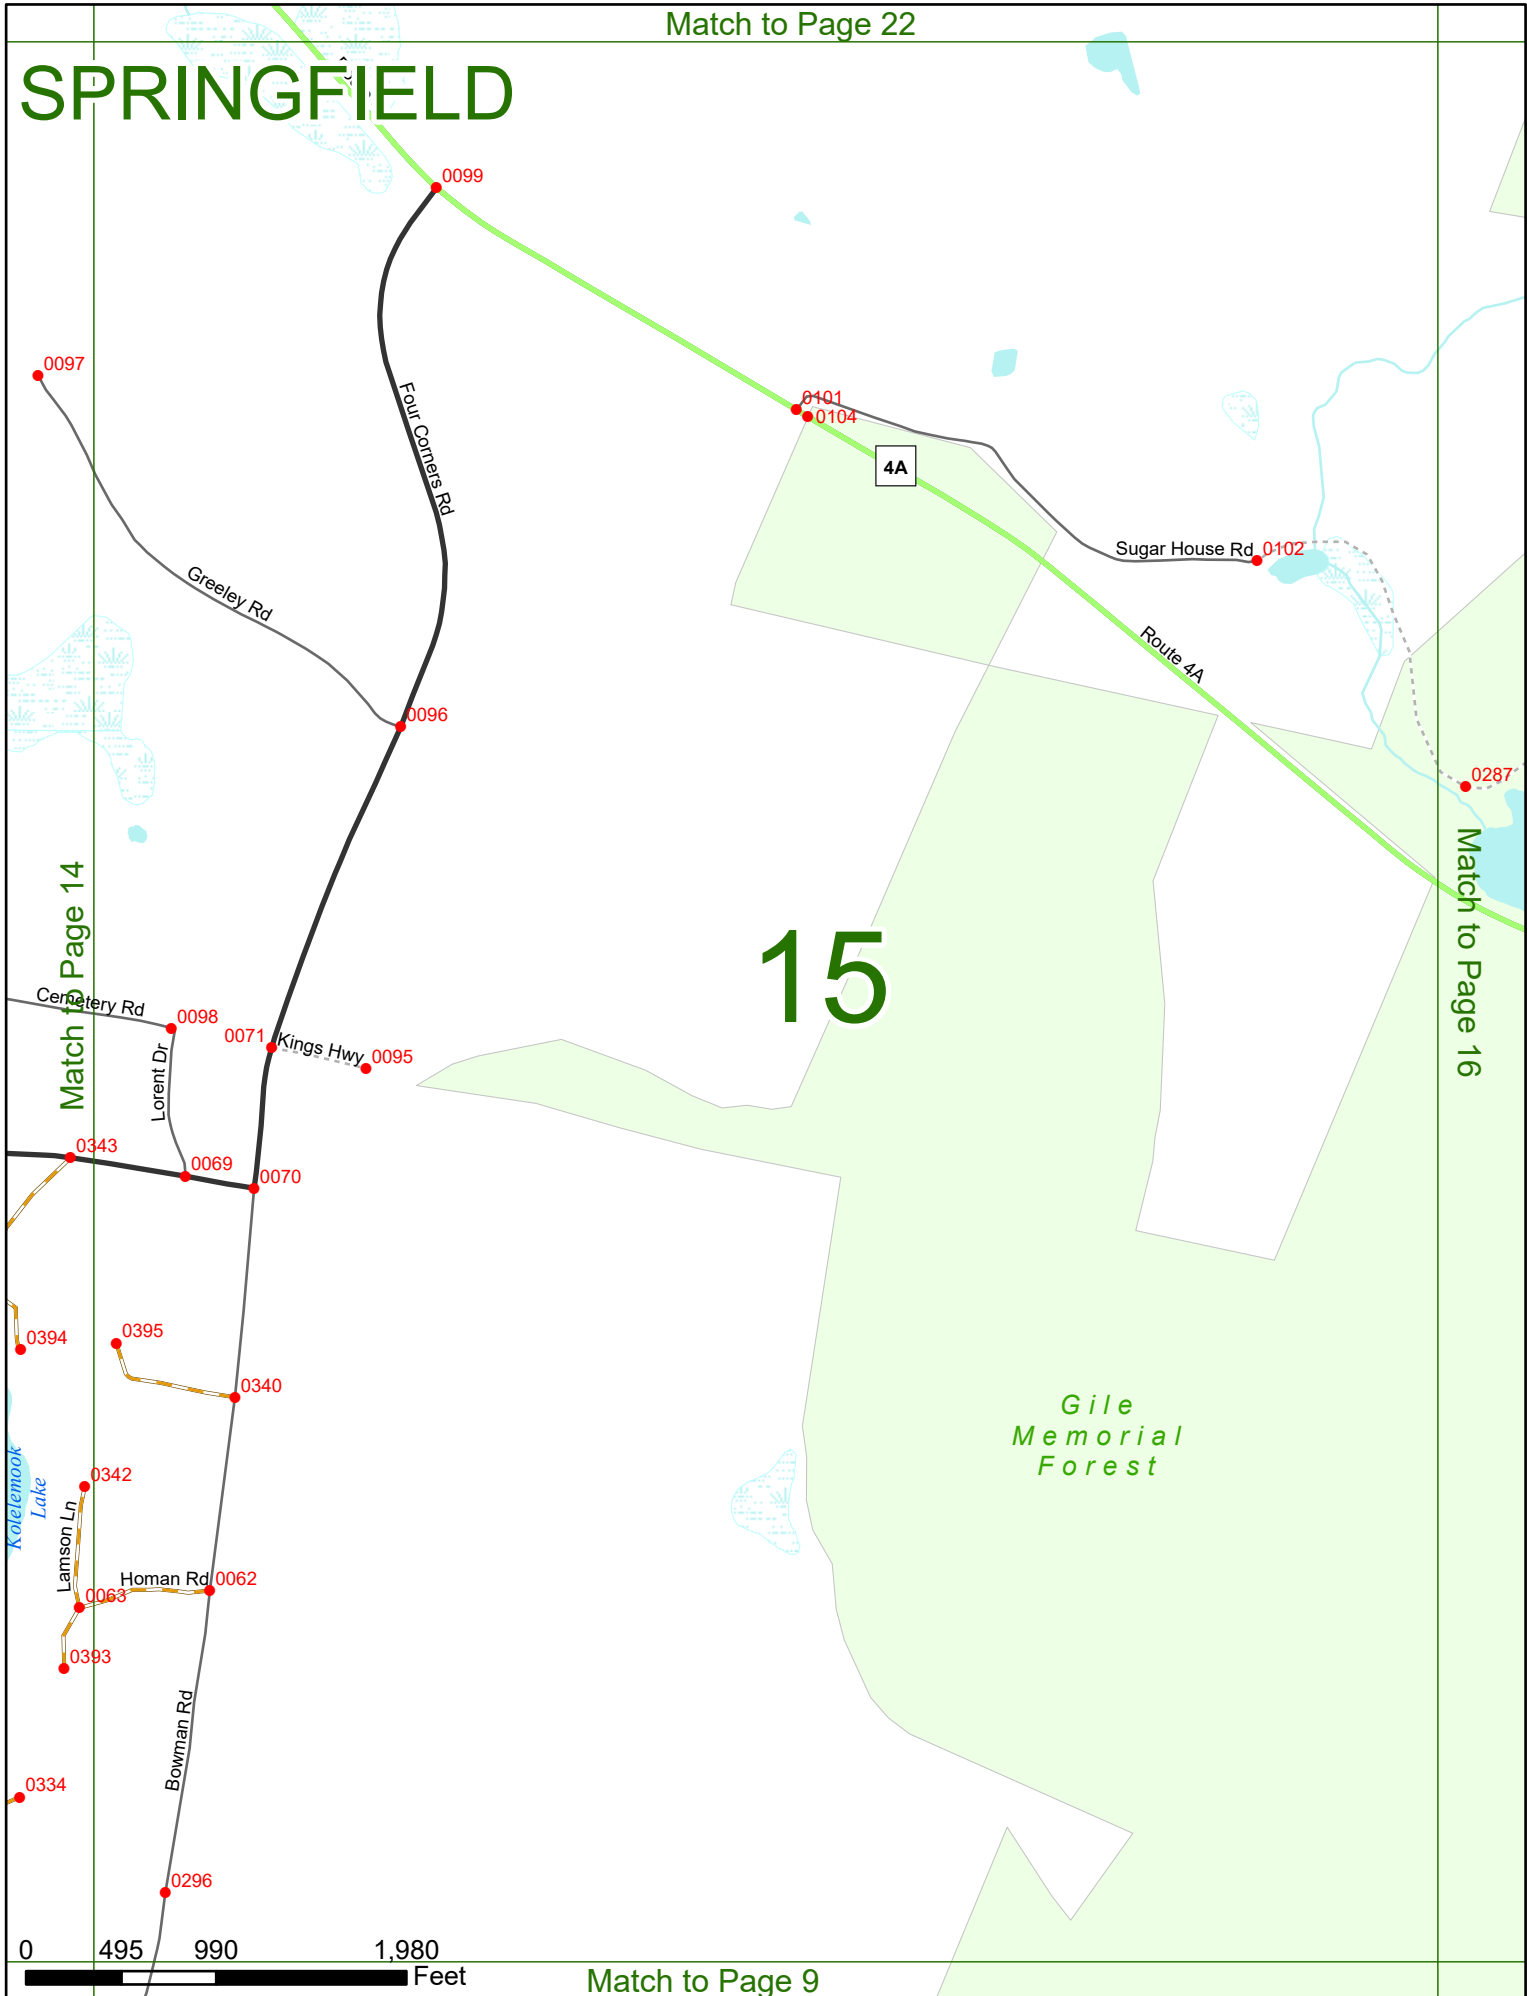 Match to Page 22
SPRINGFIELD
0099
0097
0101
0104
Four Corners Rd
4A
Sugar House Rd
0102
Greeley Rd
Route 4A
0096
0287
Match to Page 14
Match to Page 16
15
Cemetery Rd
0098
0071
Kings Hwy
0095
Lorent Dr
0343
0069
0070
0394
0395
0340
Gile
Memorial
Forest
Kolelemook
Lake
0342
Lamson Ln
Homan Rd
0062
0063
0393
Bowman Rd
0334
0296
0 495 990 1,980
Feet
Match to Page 9